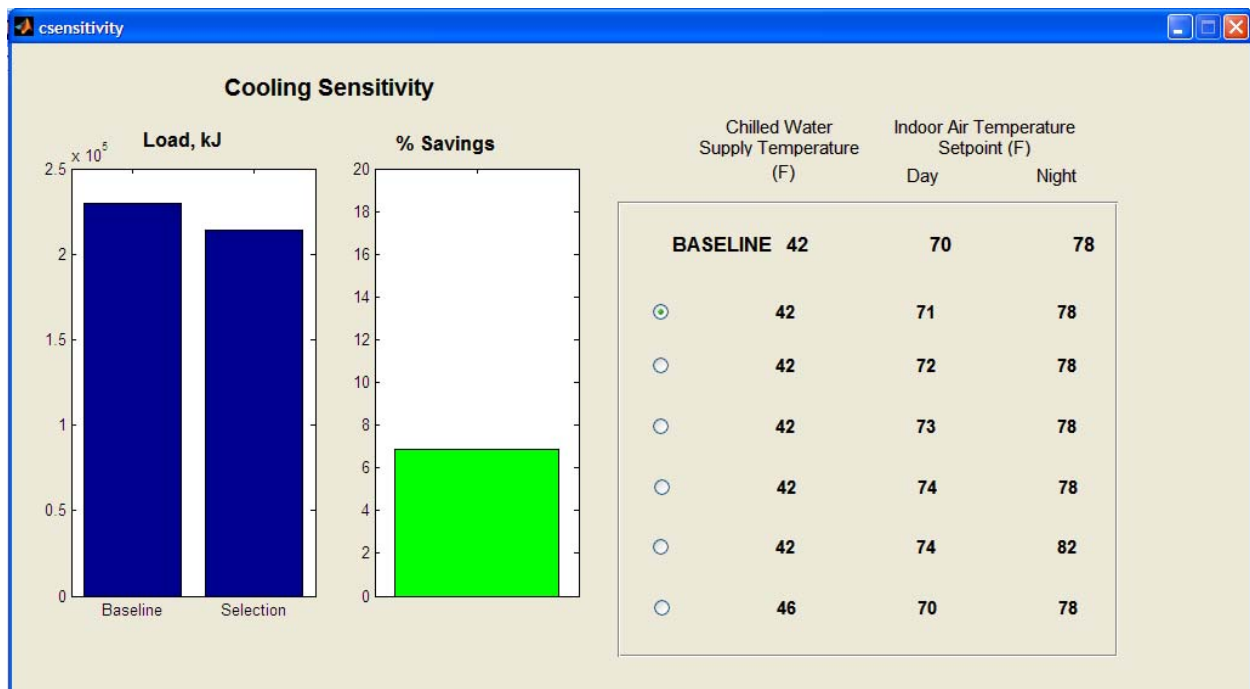 csensitivity
Cooling Sensitivity
Load, kJ
x 10^5
2.5
2
1.5
1
0.5
0
Baseline Selection
% Savings
20
18
16
14
12
10
8
6
4
2
0
Chilled Water
Supply Temperature
(F)
Indoor Air Temperature
Setpoint (F)
Day Night
BASELINE 42 70 78
42 71 78
42 72 78
42 73 78
42 74 78
42 74 82
46 70 78